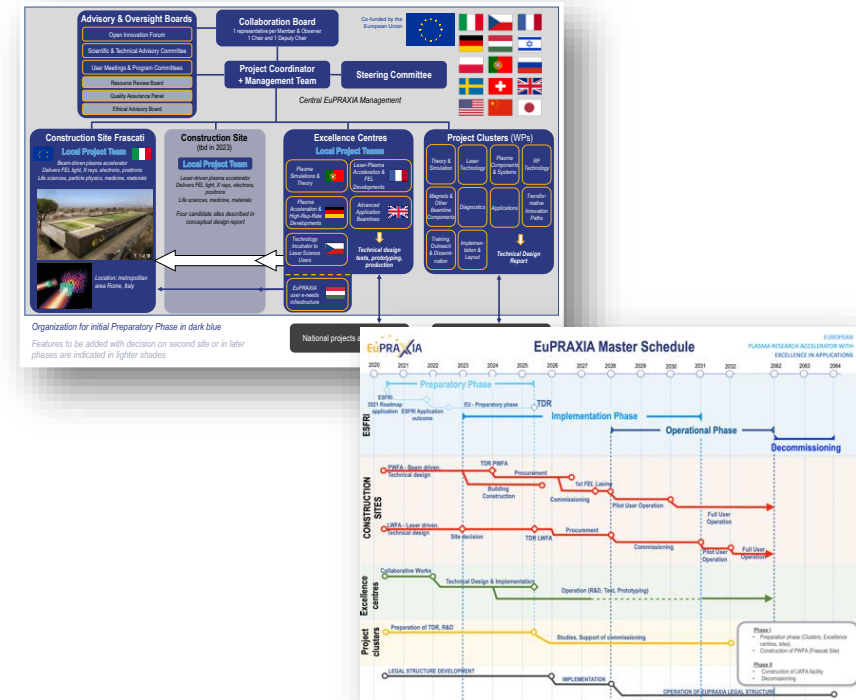 Advisory & Oversight Boards
Open Innovation Forum
Scientific & Technical Advisory Committee
User Meetings & Program Committees
Resource Review Board
Quality Assurance Panel
Ethical Advisory Board
Collaboration Board
1 representative per Member & Observer
1 Chair and 1 Deputy Chair
Project Coordinator
+ Management Team
Steering Committee
Central EuPRAXIA Management
Co-funded by the
European Union
Construction Site Frascati
Local Project Team
Beam-driven plasma accelerator
Delivers FEL light, X rays, electrons, positrons
Life sciences, particle physics, medicine, materials
Location: metropolitan
area Rome, Italy
Construction Site
(tbd in 2023)
Local Project Team
Laser-driven plasma accelerator
Delivers FEL light, X rays, electrons,
positrons
Life sciences, medicine, materials
Four candidate sites described in
conceptual design report
Excellence Centres
Local Project Teams
Plasma
Simulations &
Theory
Laser-Plasma
Acceleration &
FEL
Developments
Plasma
Acceleration &
High-Rep-Rate
Developments
Advanced
Application
Beamlines
Technology
Incubator to
Laser Science
Users
Technical design
tests, prototyping,
production
EuPRAXIA
user e-needs
infrastructure
Project Clusters (WPs)
Theory &
Simulation
Laser
Technology
Plasma
Components
& Systems
RF
Technology
Magnets &
Other
Beamline
Components
Diagnostics
Applications
Transfor-
mative
Innovation
Paths
Training,
Outreach
& Dissemi-
nation
Implemen-
tation &
Layout
Technical Design
Report
Organization for initial Preparatory Phase in dark blue
Features to be added with decision on second site or in later
phases are indicated in lighter shades
National projects a
EuPRAXIA
EuPRAXIA Master Schedule
EUROPEAN
PLASMA RESEARCH ACCELERATOR WITH
EXCELLENCE IN APPLICATIONS
2020 2021 2022 2023 2024 2025 2026 2028 2030 2031 2032 2062 2064
ESFRI
Preparatory Phase
ESFRI
2021 Roadmap
application
ESFRI Application
outcome
EU - Preparatory phase
TDR
Implementation Phase
Operational Phase
Decommissioning
CONSTRUCTION
SITES
PWFA - Beam driven,
Technical design
TDR PWFA
Procurement
Building
Construction
1st FEL Lasing
Commissioning
Pilot User Operation
Full User
Operation
LWFA - Laser driven,
technical design
Site decision
TDR LWFA
Procurement
Commissioning
Pilot User
Operation
Full User
Operation
Excellence
centres
Collaborative Works
Technical Design & Implementation
Operation (R&D, Test, Prototyping)
Project
clusters
Preparation of TDR, R&D
Studies, Support of commissioning
Phase I
• Preparation phase (Clusters, Excellence
centres, sites)
• Construction of PWFA (Frascati Site)
Phase II
• Construction of LWFA facility
• Decomissioning
LEGAL STRUCTURE DEVELOPMENT
IMPLEMENTATION
OPERATION OF EUPRAXIA LEGAL STRUCTURE